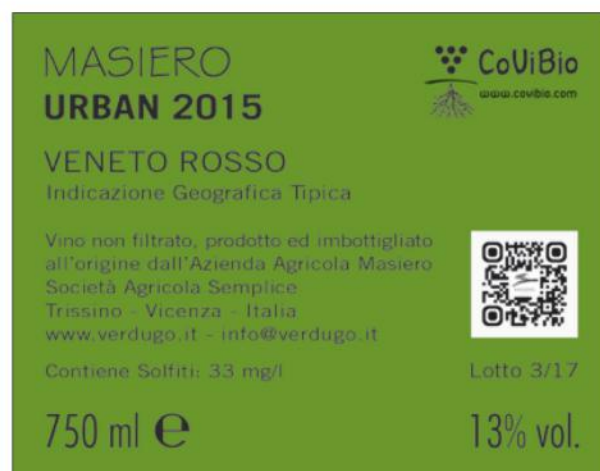 MASIERO
URBAN 2015
CoViBio
www.covibio.com
VENETO ROSSO
Indicazione Geografica Tipica
Vino non filtrato, prodotto ed imbottigliato
all'origine dall'Azienda Agricola Masiero
Società Agricola Semplice
Trissino - Vicenza - Italia
www.verdugo.it - info@verdugo.it
Contiene Solfiti: 33 mg/l
Lotto 3/17
750 ml e
13% vol.